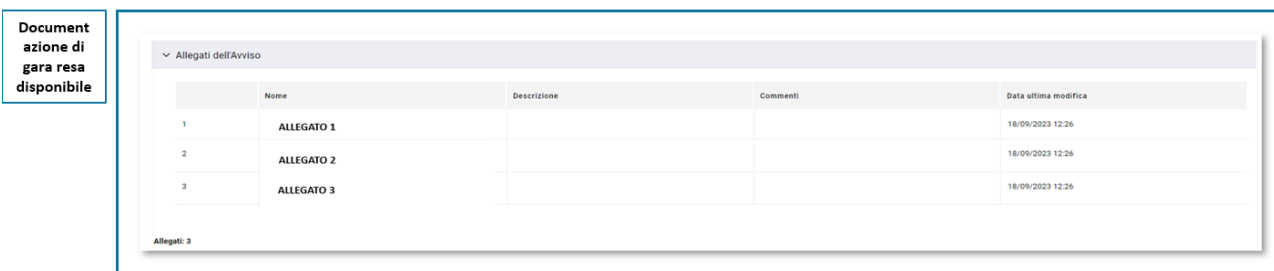 Document
azione di
gara resa
disponibile
Allegati dell'Avviso
Nome Descrizione Commenti Data ultima modifica
1 ALLEGATO 1 18/09/2023 12:26
2 ALLEGATO 2 18/09/2023 12:26
3 ALLEGATO 3 18/09/2023 12:26
Allegati: 3